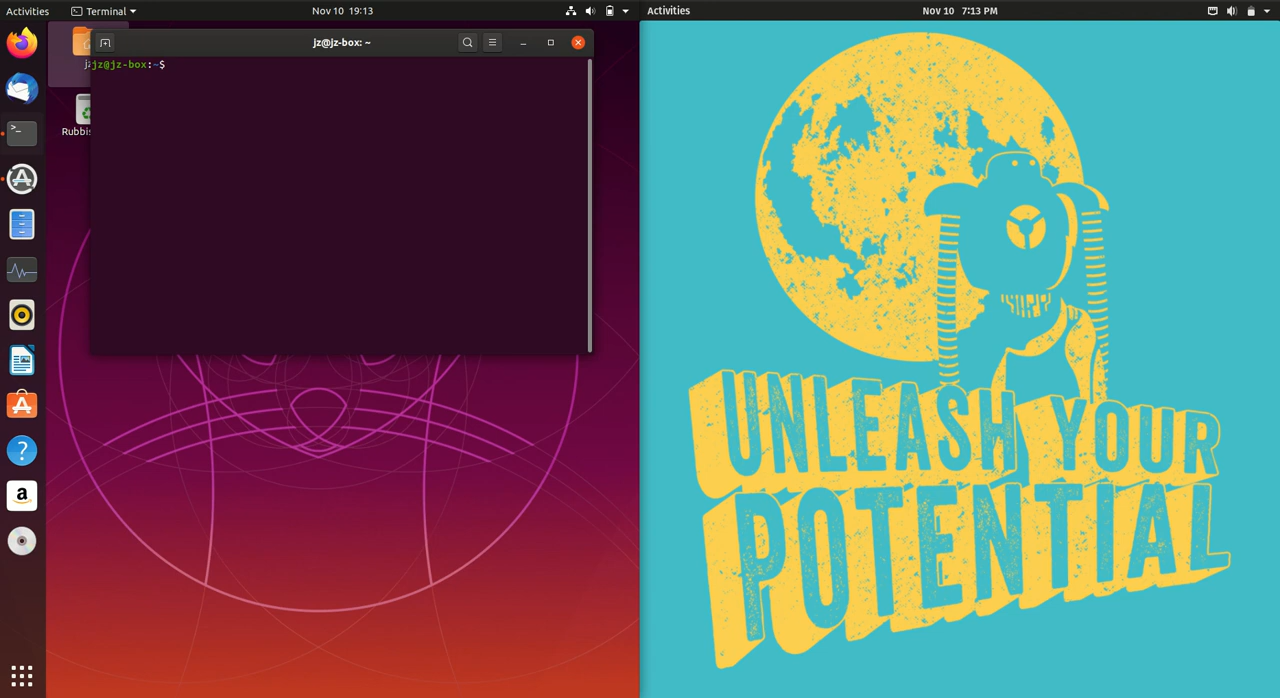 Activities
Terminal
Nov 10 19:13
jz@jz-box: ~
jz@jz-box:~$
Rubbis
>_
?
a
Activities
Nov 10 7:13 PM
UNLEASH YOUR
POTENTIAL